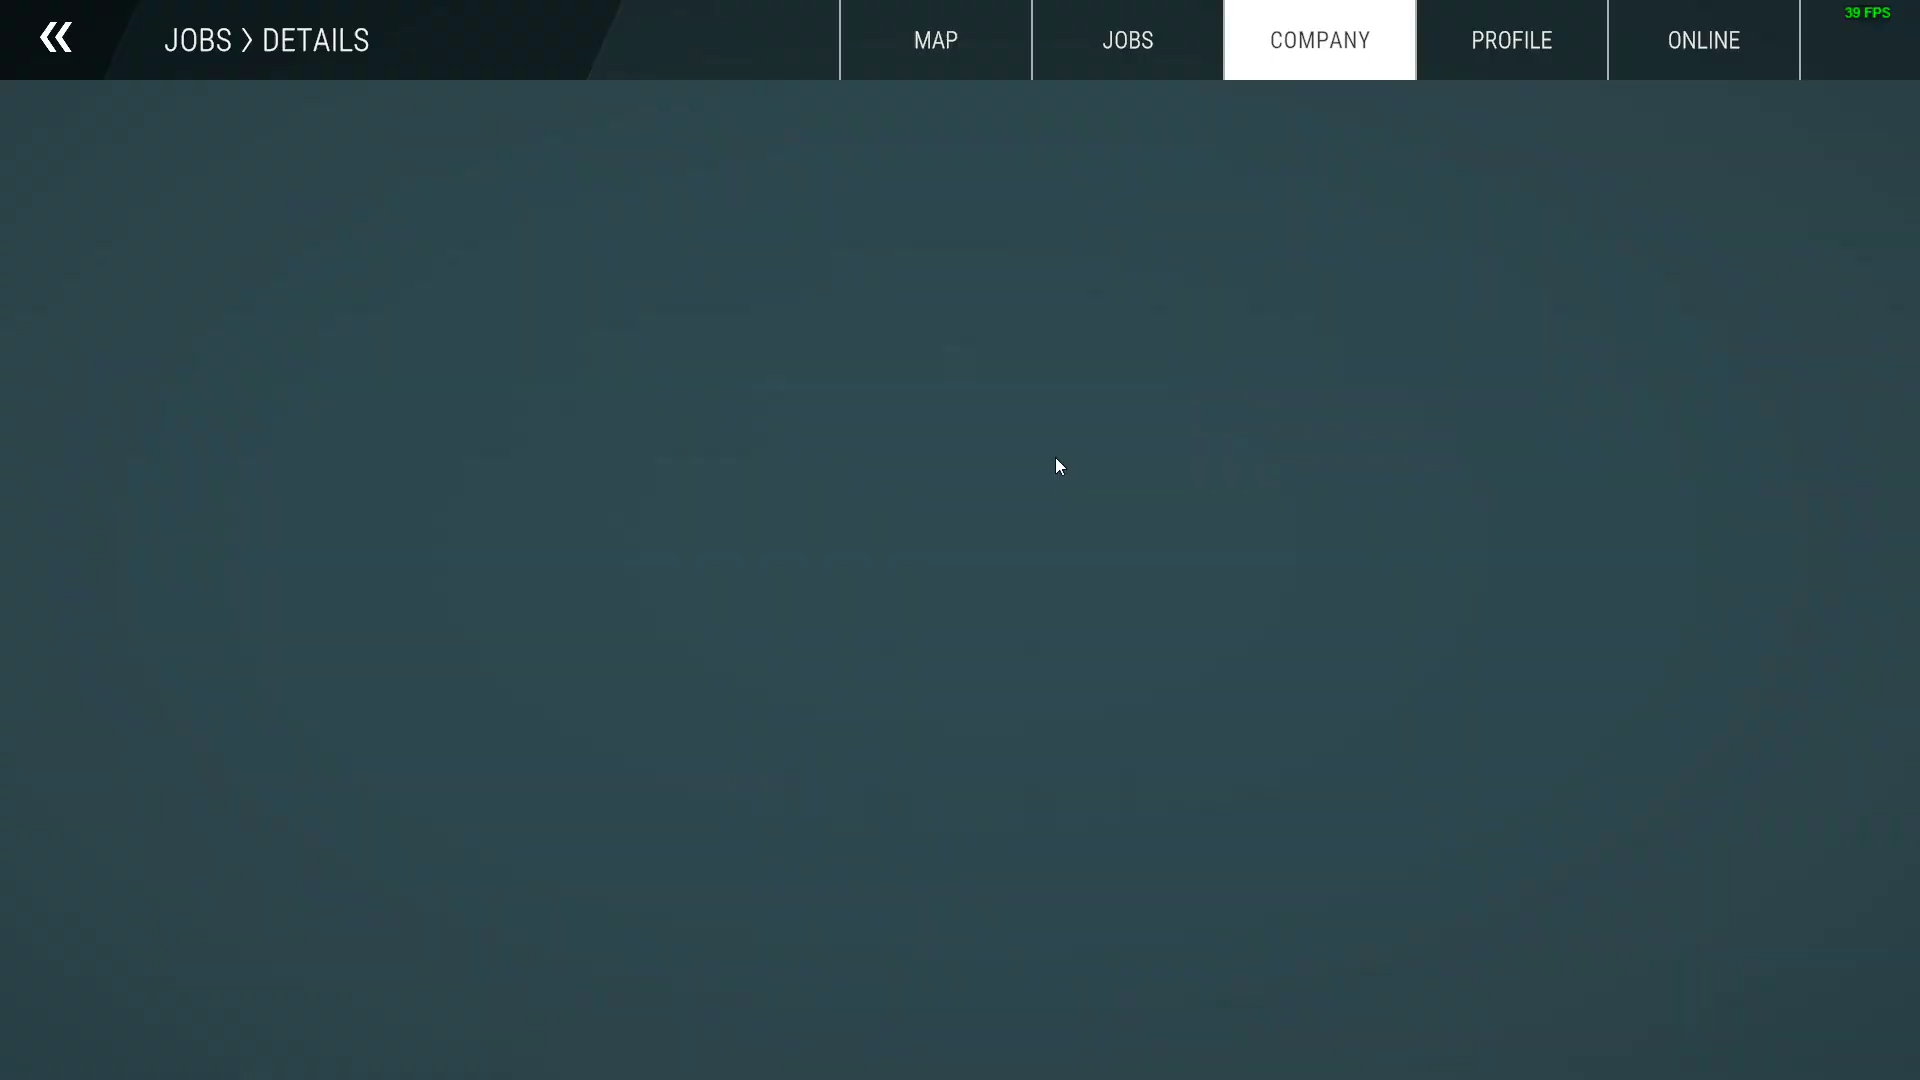 JOBS > DETAILS
MAP
JOBS
COMPANY
PROFILE
ONLINE
39 FPS